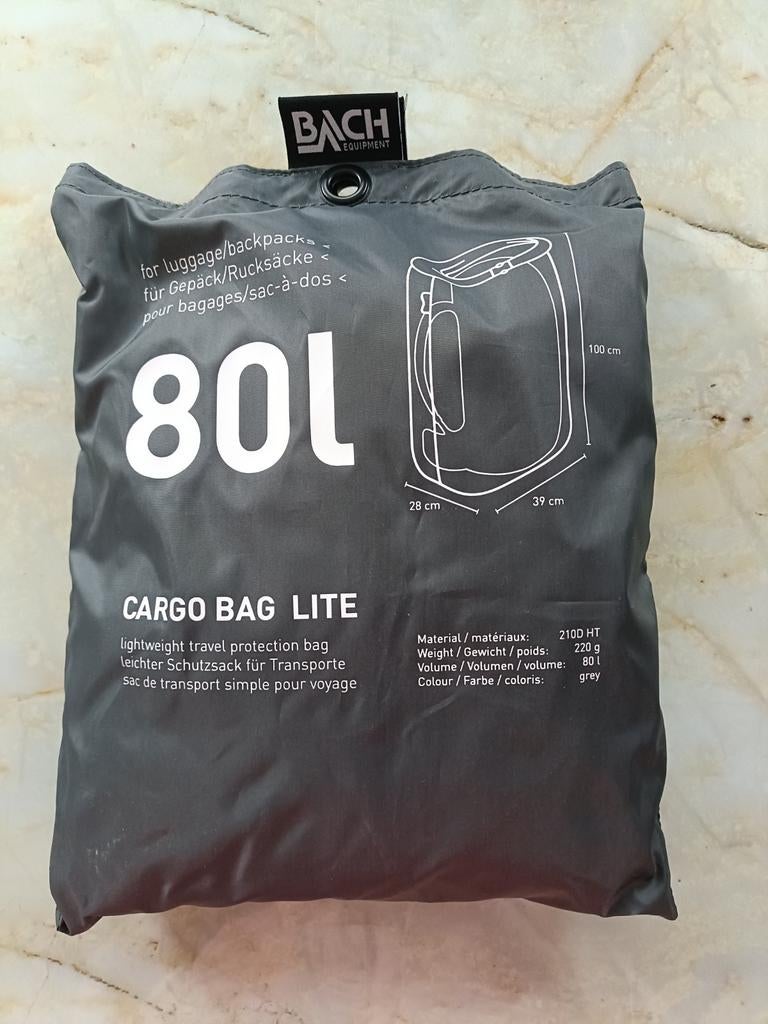 BACH
EQUIPMENT
for luggage/backpacks <
für Gepäck/Rucksäcke <
pour bagages/sac-à-dos <
80l
100 cm
28 cm
39 cm
CARGO BAG LITE
lightweight travel protection bag
leichter Schutzsack für Transporte
sac de transport simple pour voyage
Material / matériaux: 210D HT
Weight / Gewicht / poids: 220 g
Volume / Volumen / volume: 80 l
Colour / Farbe / coloris: grey